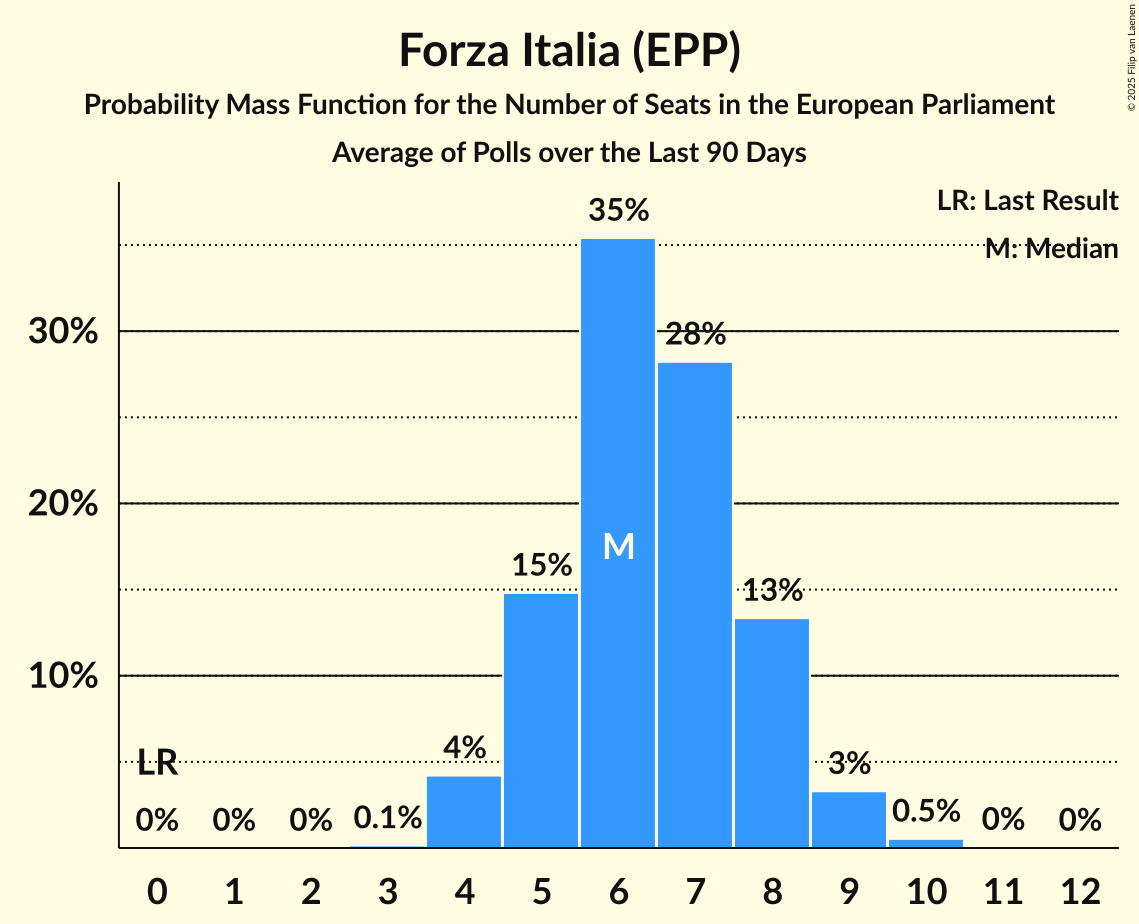 Forza Italia (EPP)
Probability Mass Function for the Number of Seats in the European Parliament
Average of Polls over the Last 90 Days
© 2025 Filip van Laenen
LR: Last Result
M: Median
35%
30%
28%
20%
M
15%
13%
10%
LR
4%
3%
0% 0% 0% 0.1% 0.5% 0% 0%
0 1 2 3 4 5 6 7 8 9 10 11 12